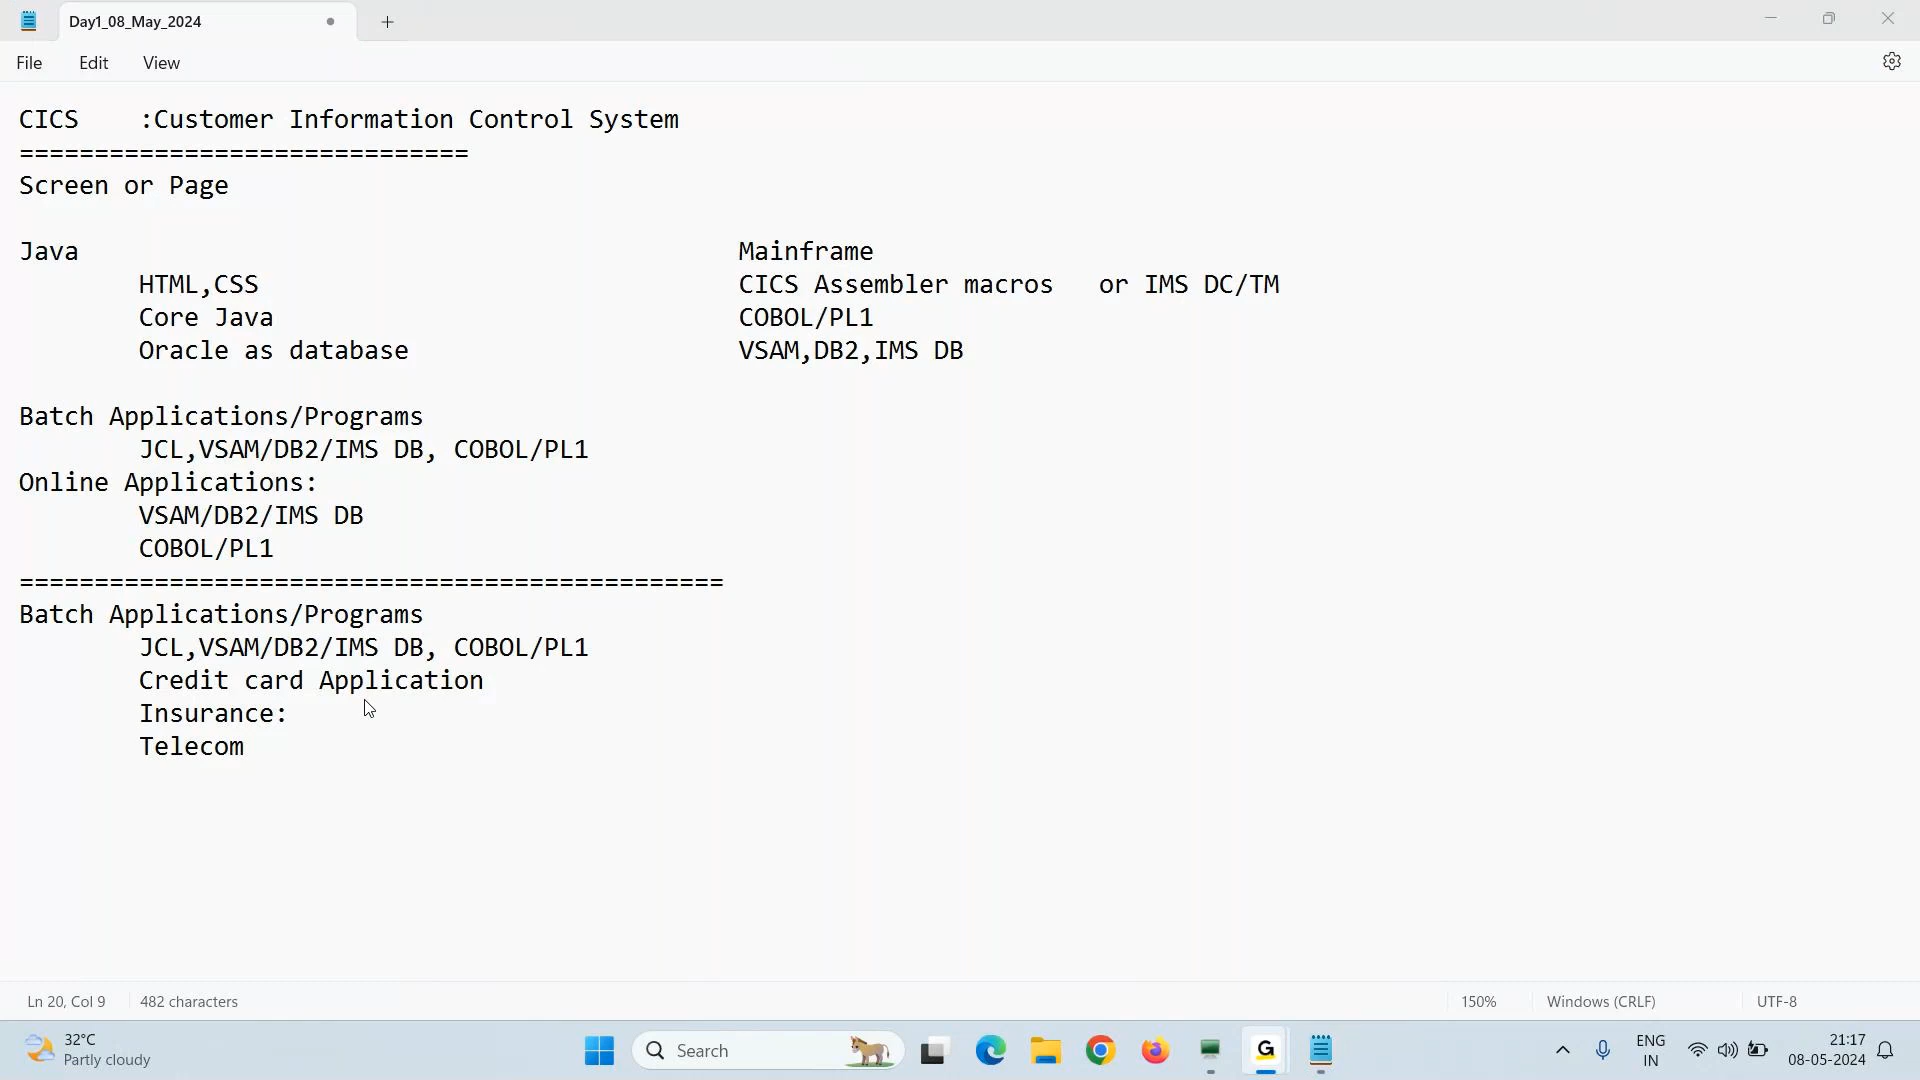 Day1_08_May_2024
File Edit View
CICS :Customer Information Control System
==============================
Screen or Page
Java Mainframe
HTML,CSS CICS Assembler macros or IMS DC/TM
Core Java COBOL/PL1
Oracle as database VSAM,DB2,IMS DB
Batch Applications/Programs
JCL,VSAM/DB2/IMS DB, COBOL/PL1
Online Applications:
VSAM/DB2/IMS DB
COBOL/PL1
===============================================
Batch Applications/Programs
JCL,VSAM/DB2/IMS DB, COBOL/PL1
Credit card Application
Insurance:
Telecom
Ln 20, Col 9 482 characters 150% Windows (CRLF) UTF-8
32°C
Partly cloudy
Search
G
ENG
IN
21:17
08-05-2024